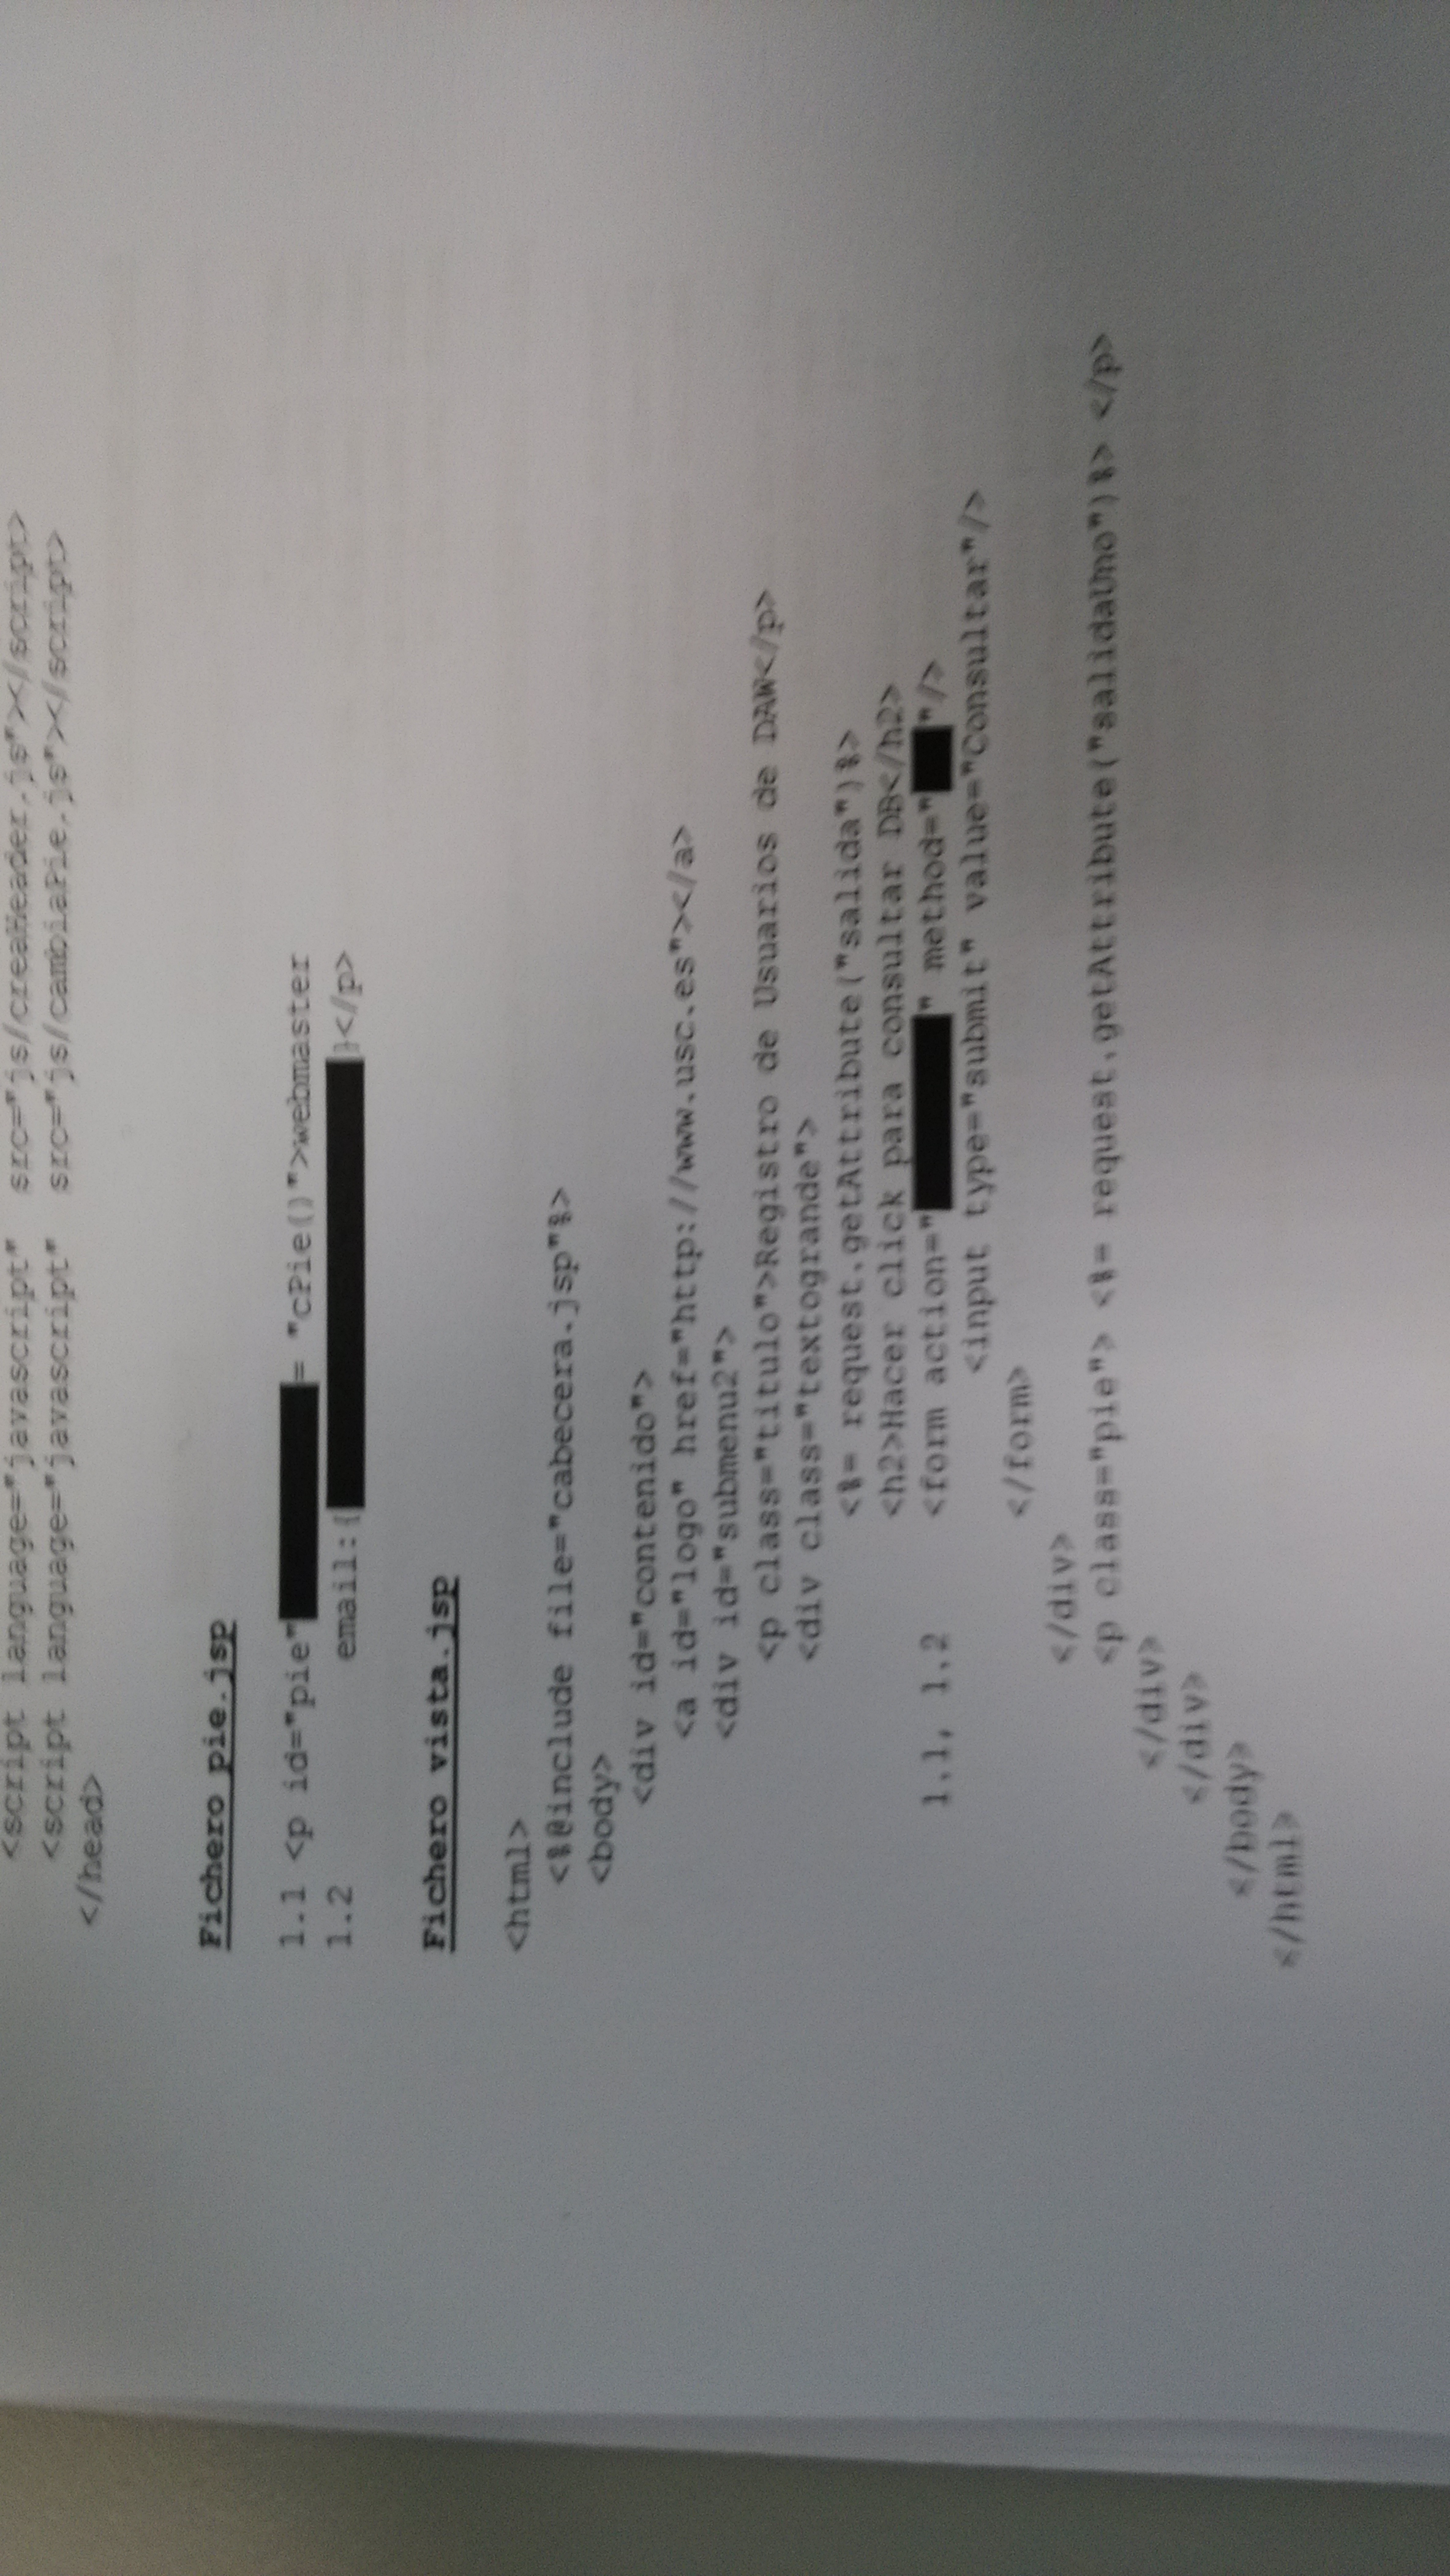 <script language="javascript" src="js/creaHeader.js"></script>
<script language="javascript" src="js/cambiaPie.js"></script>
</head>
Fichero pie.jsp
1.1 <p id="pie" = "cPie()">webmaster
1.2 email:{ }</p>
Fichero vista.jsp
<html>
<%@include file="cabecera.jsp"%>
<body>
<div id="contenido">
<a id="logo" href="http://www.usc.es"></a>
<div id="submenu2">
<p class="titulo">Registro de Usuarios de DAW</p>
<div class="textogrande">
<%= request.getAttribute("salida")%>
<h2>Hacer click para consultar DB</h2>
1.1, 1.2 <form action=" " method=" "/>
<input type="submit" value="Consultar"/>
</form>
</div>
<p class="pie"> <%= request.getAttribute("salidaUno")%> </p>
</div>
</div>
</body>
</html>